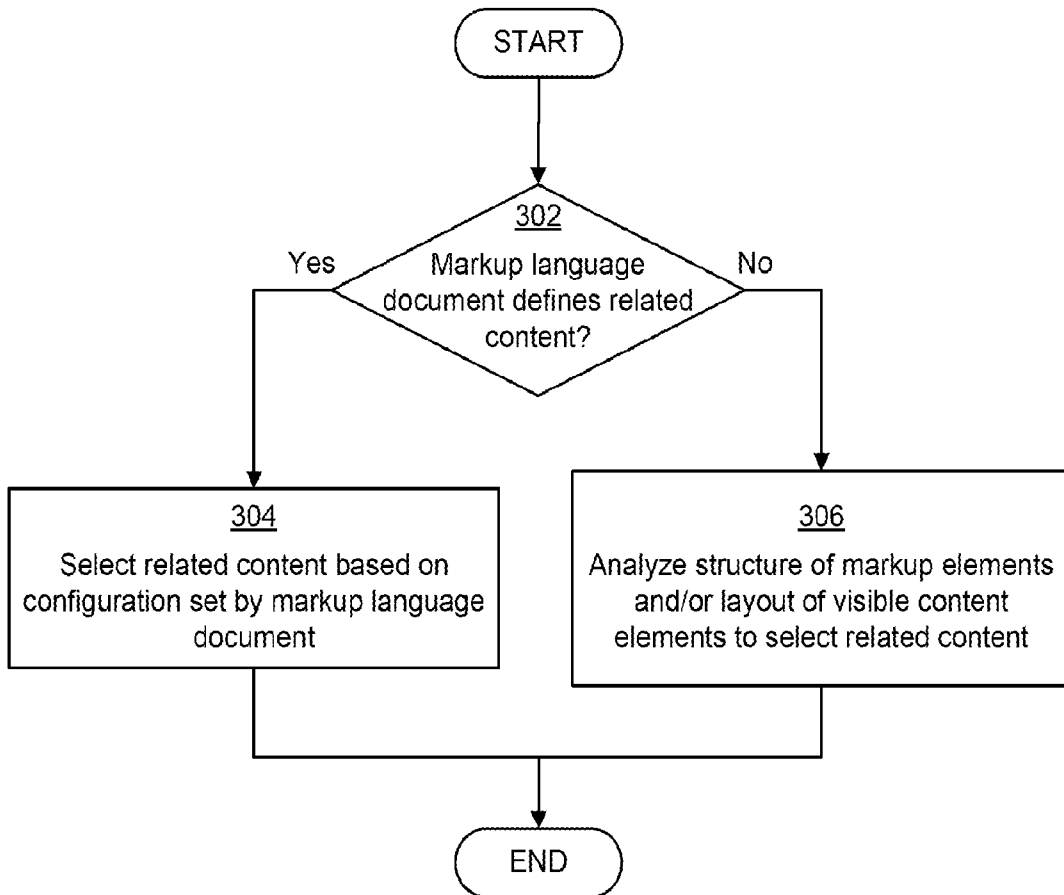 START
302
Yes
No
Markup language
document defines related
content?
304
Select related content based on
configuration set by markup language
document
306
Analyze structure of markup elements
and/or layout of visible content
elements to select related content
END